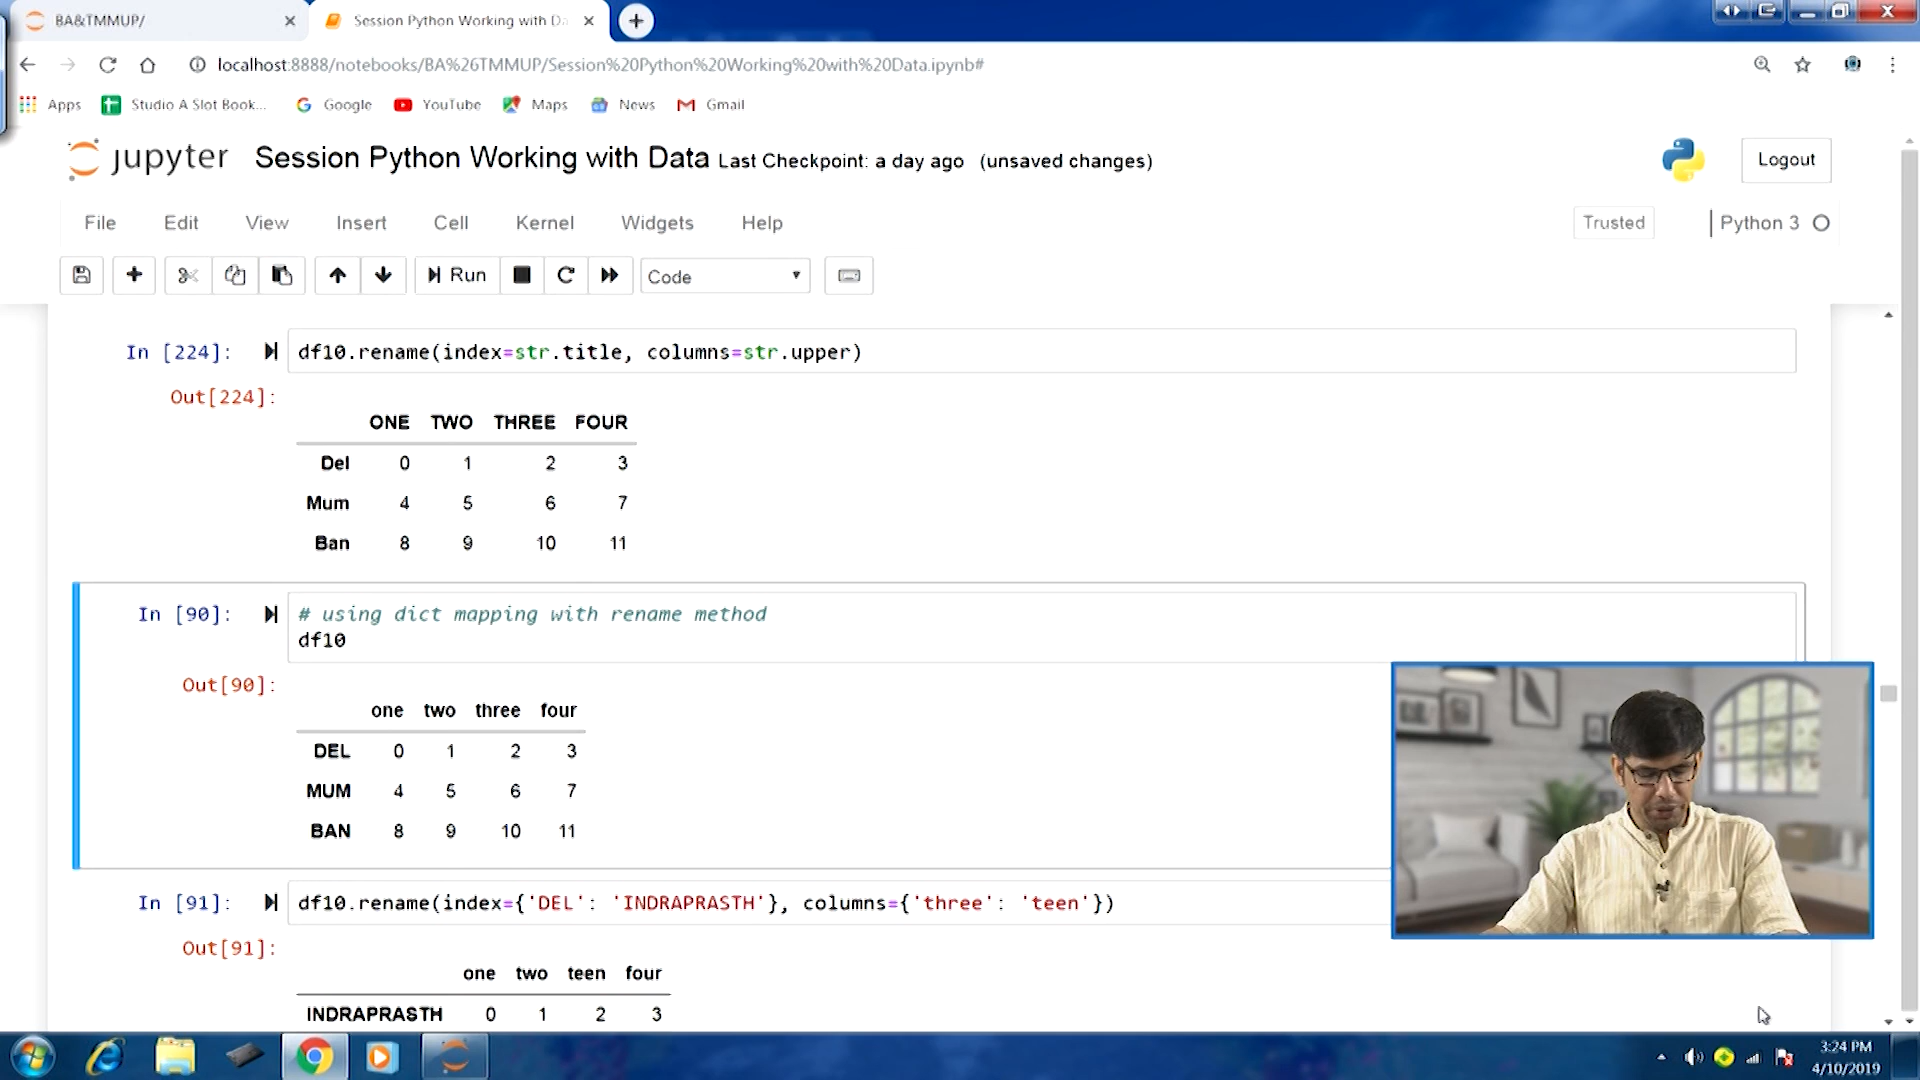 BA&TMMUP/
Session Python Working with Da
localhost:8888/notebooks/BA%26TMMUP/Session%20Python%20Working%20with%20Data.ipynb#
Apps Studio A Slot Book... Google YouTube Maps News Gmail
jupyter Session Python Working with Data Last Checkpoint: a day ago (unsaved changes) Logout
File Edit View Insert Cell Kernel Widgets Help Trusted Python 3
Run Code
In [224]: df10.rename(index=str.title, columns=str.upper)
Out[224]:
ONE TWO THREE FOUR
Del 0 1 2 3
Mum 4 5 6 7
Ban 8 9 10 11
In [90]: # using dict mapping with rename method
df10
Out[90]:
one two three four
DEL 0 1 2 3
MUM 4 5 6 7
BAN 8 9 10 11
In [91]: df10.rename(index={'DEL': 'INDRAPRASTH'}, columns={'three': 'teen'})
Out[91]:
one two teen four
INDRAPRASTH 0 1 2 3
3:24 PM
4/10/2019